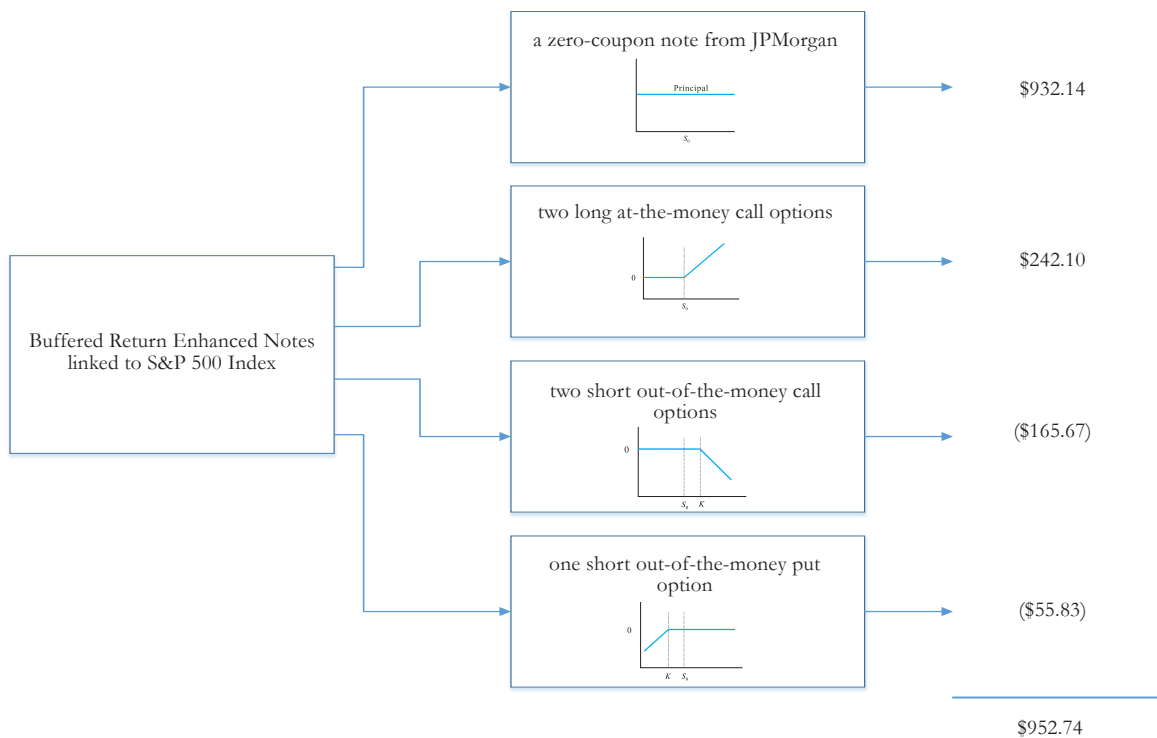 a zero-coupon note from JPMorgan
Principal
S₀
$932.14
two long at-the-money call options
0
S₀
$242.10
Buffered Return Enhanced Notes
linked to S&P 500 Index
two short out-of-the-money call
options
0
S₀ K
($165.67)
one short out-of-the-money put
option
0
K S₀
($55.83)
$952.74